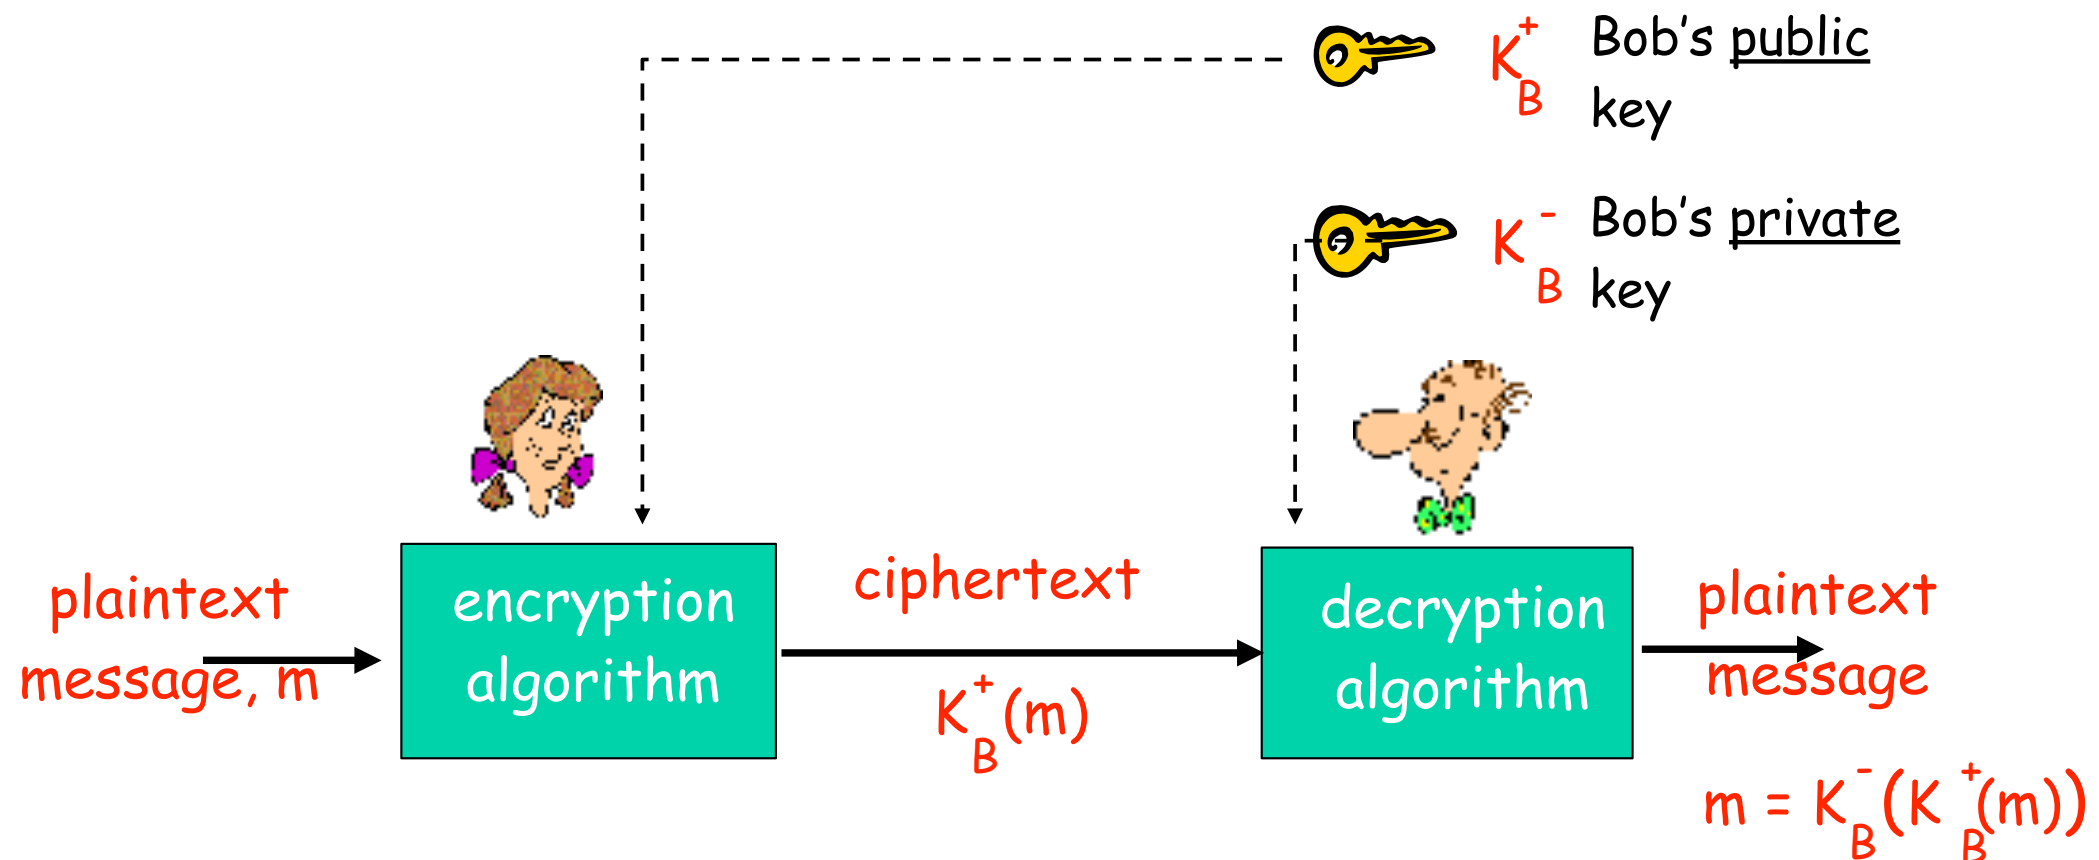 K+B Bob's public
key
K-B Bob's private
key
plaintext
message, m
encryption
algorithm
ciphertext
K+B(m)
decryption
algorithm
plaintext
message
m = K-B(K+B(m))